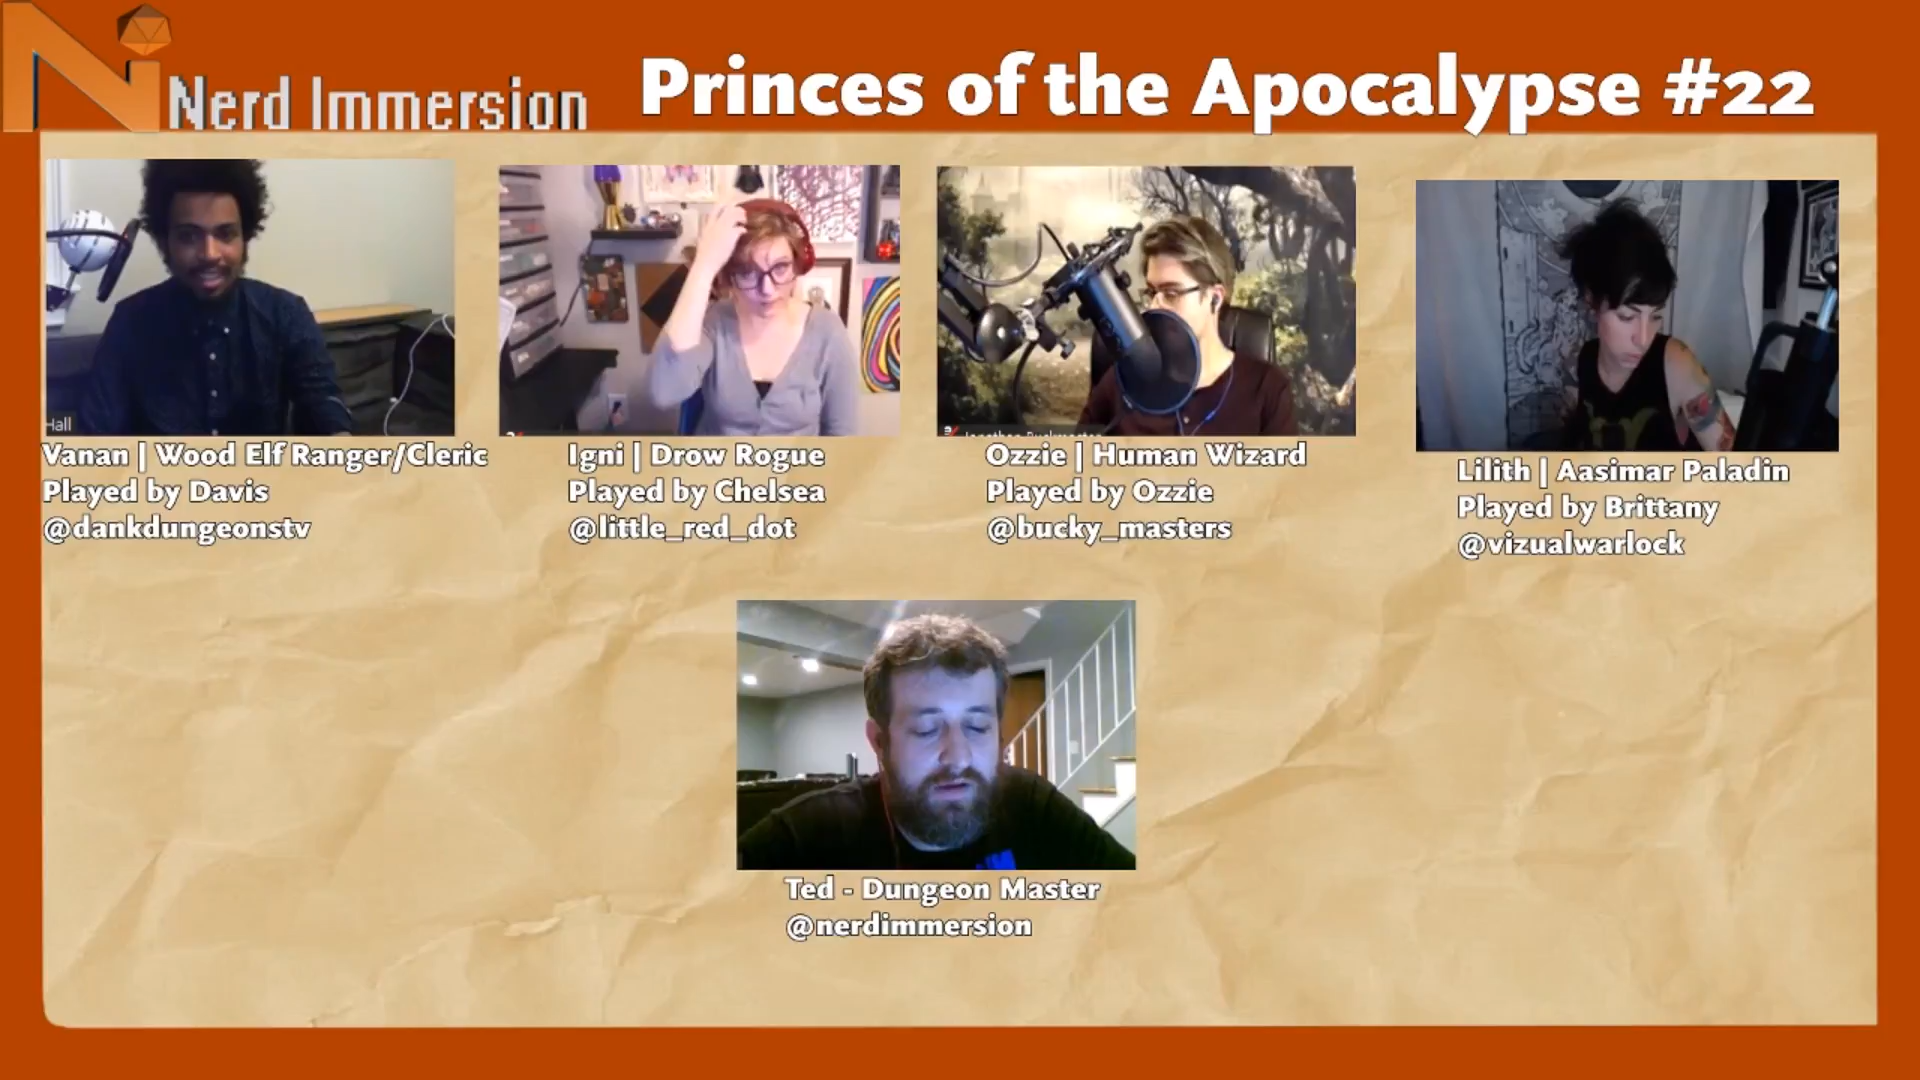 Nerd Immersion
Princes of the Apocalypse #22
Hall
Vanan | Wood Elf Ranger/Cleric
Played by Davis
@dankdungeonstv
Igni | Drow Rogue
Played by Chelsea
@little_red_dot
Ozzie | Human Wizard
Played by Ozzie
@bucky_masters
Lilith | Aasimar Paladin
Played by Brittany
@vizualwarlock
Ted - Dungeon Master
@nerdimmersion